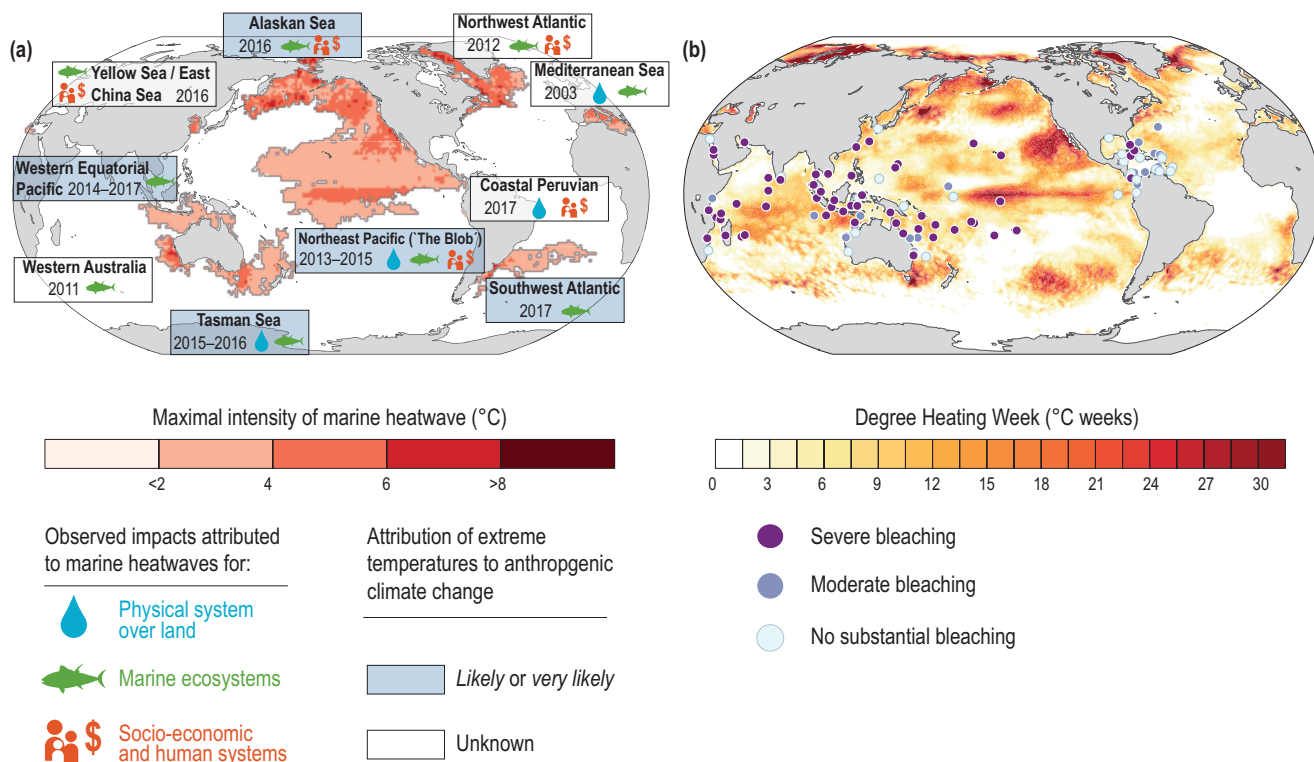 (a)
Alaskan Sea
2016
$
Northwest Atlantic
2012
$
Yellow Sea / East
$ China Sea 2016
Mediterranean Sea
2003
Western Equatorial
Pacific 2014–2017
Coastal Peruvian
2017
$
Northeast Pacific (`The Blob´)
2013–2015
$
Western Australia
2011
Southwest Atlantic
2017
Tasman Sea
2015–2016
Maximal intensity of marine heatwave (°C)
<2 4 6 >8
Observed impacts attributed
to marine heatwaves for:
Physical system
over land
Marine ecosystems
$ Socio-economic
and human systems
Attribution of extreme
temperatures to anthropgenic
climate change
Likely or very likely
Unknown
(b)
Degree Heating Week (°C weeks)
0 3 6 9 12 15 18 21 24 27 30
Severe bleaching
Moderate bleaching
No substantial bleaching